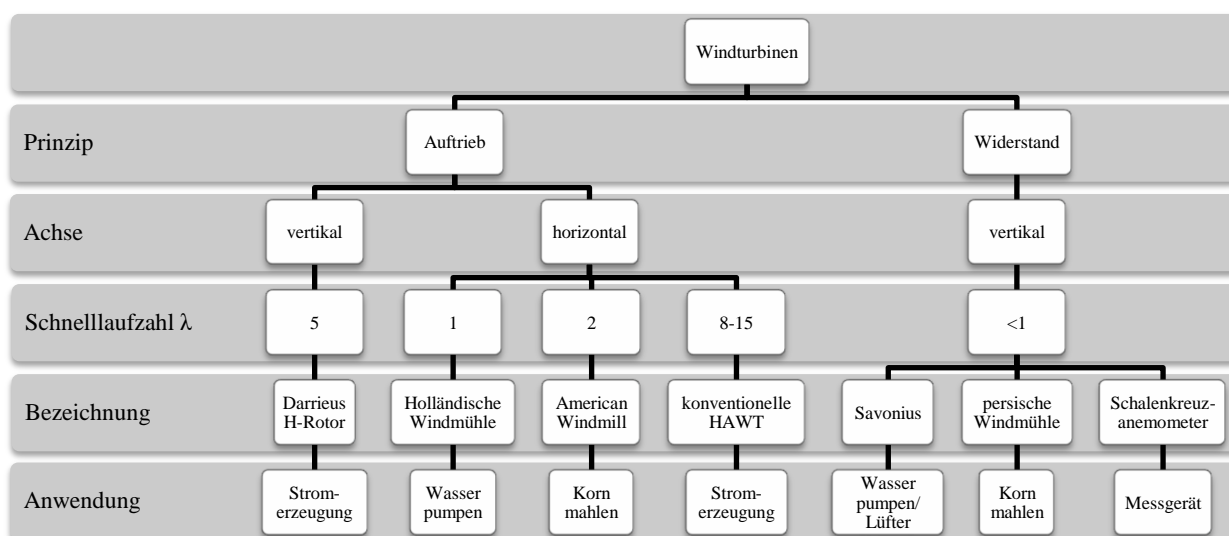 Windturbinen
Prinzip
Auftrieb
Widerstand
Achse
vertikal
horizontal
vertikal
Schnelllaufzahl λ
5
1
2
8-15
<1
Bezeichnung
Darrieus
H-Rotor
Holländische
Windmühle
American
Windmill
konventionelle
HAWT
Savonius
persische
Windmühle
Schalenkreuz-
anemometer
Anwendung
Strom-
erzeugung
Wasser
pumpen
Korn
mahlen
Strom-
erzeugung
Wasser
pumpen/
Lüfter
Korn
mahlen
Messgerät